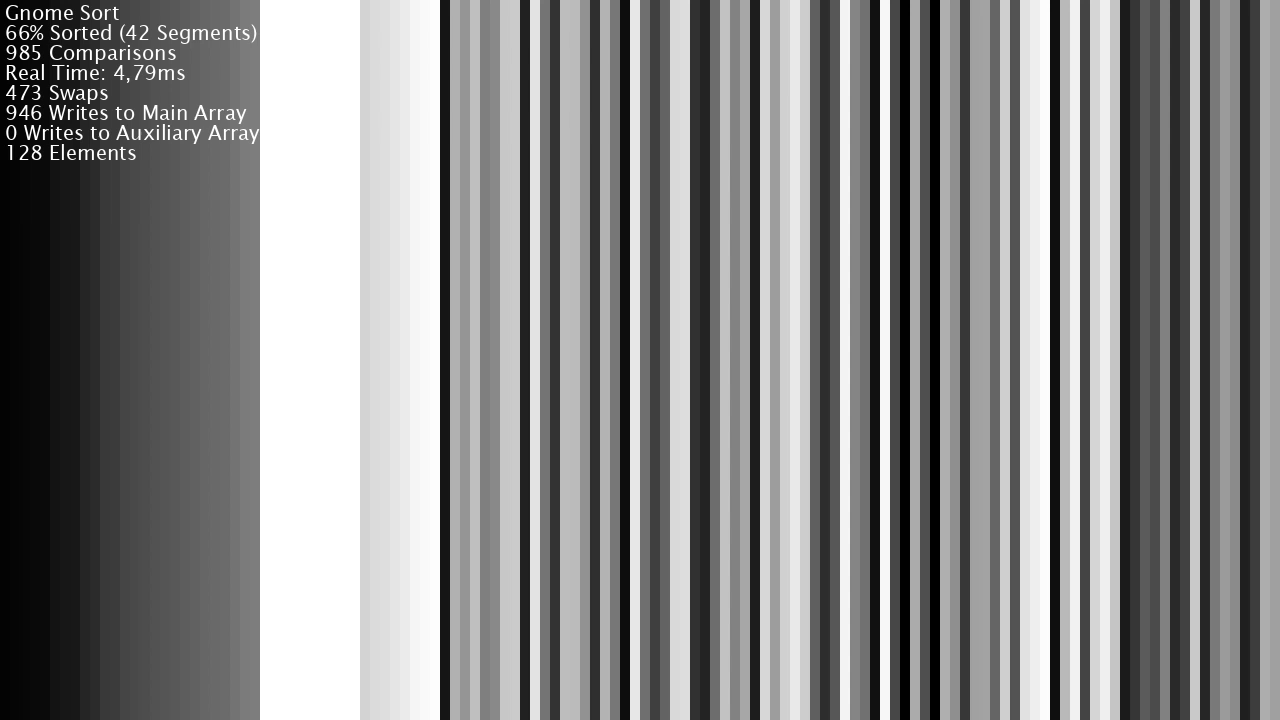 Gnome Sort
66% Sorted (42 Segments)
985 Comparisons
Real Time: 4,79ms
473 Swaps
946 Writes to Main Array
0 Writes to Auxiliary Array
128 Elements